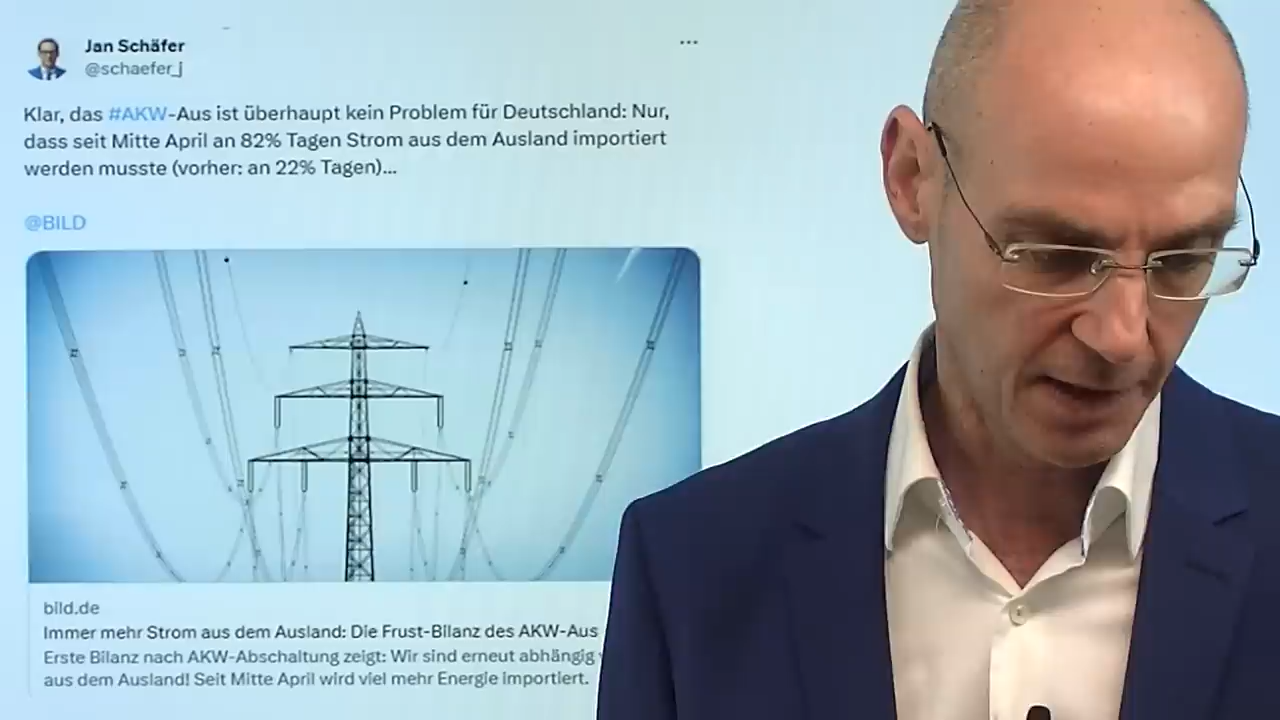 Jan Schäfer
@schaefer_j
Klar, das #AKW-Aus ist überhaupt kein Problem für Deutschland: Nur,
dass seit Mitte April an 82% Tagen Strom aus dem Ausland importiert
werden musste (vorher: an 22% Tagen)...
@BILD
bild.de
Immer mehr Strom aus dem Ausland: Die Frust-Bilanz des AKW-Aus
Erste Bilanz nach AKW-Abschaltung zeigt: Wir sind erneut abhängig
aus dem Ausland! Seit Mitte April wird viel mehr Energie importiert.